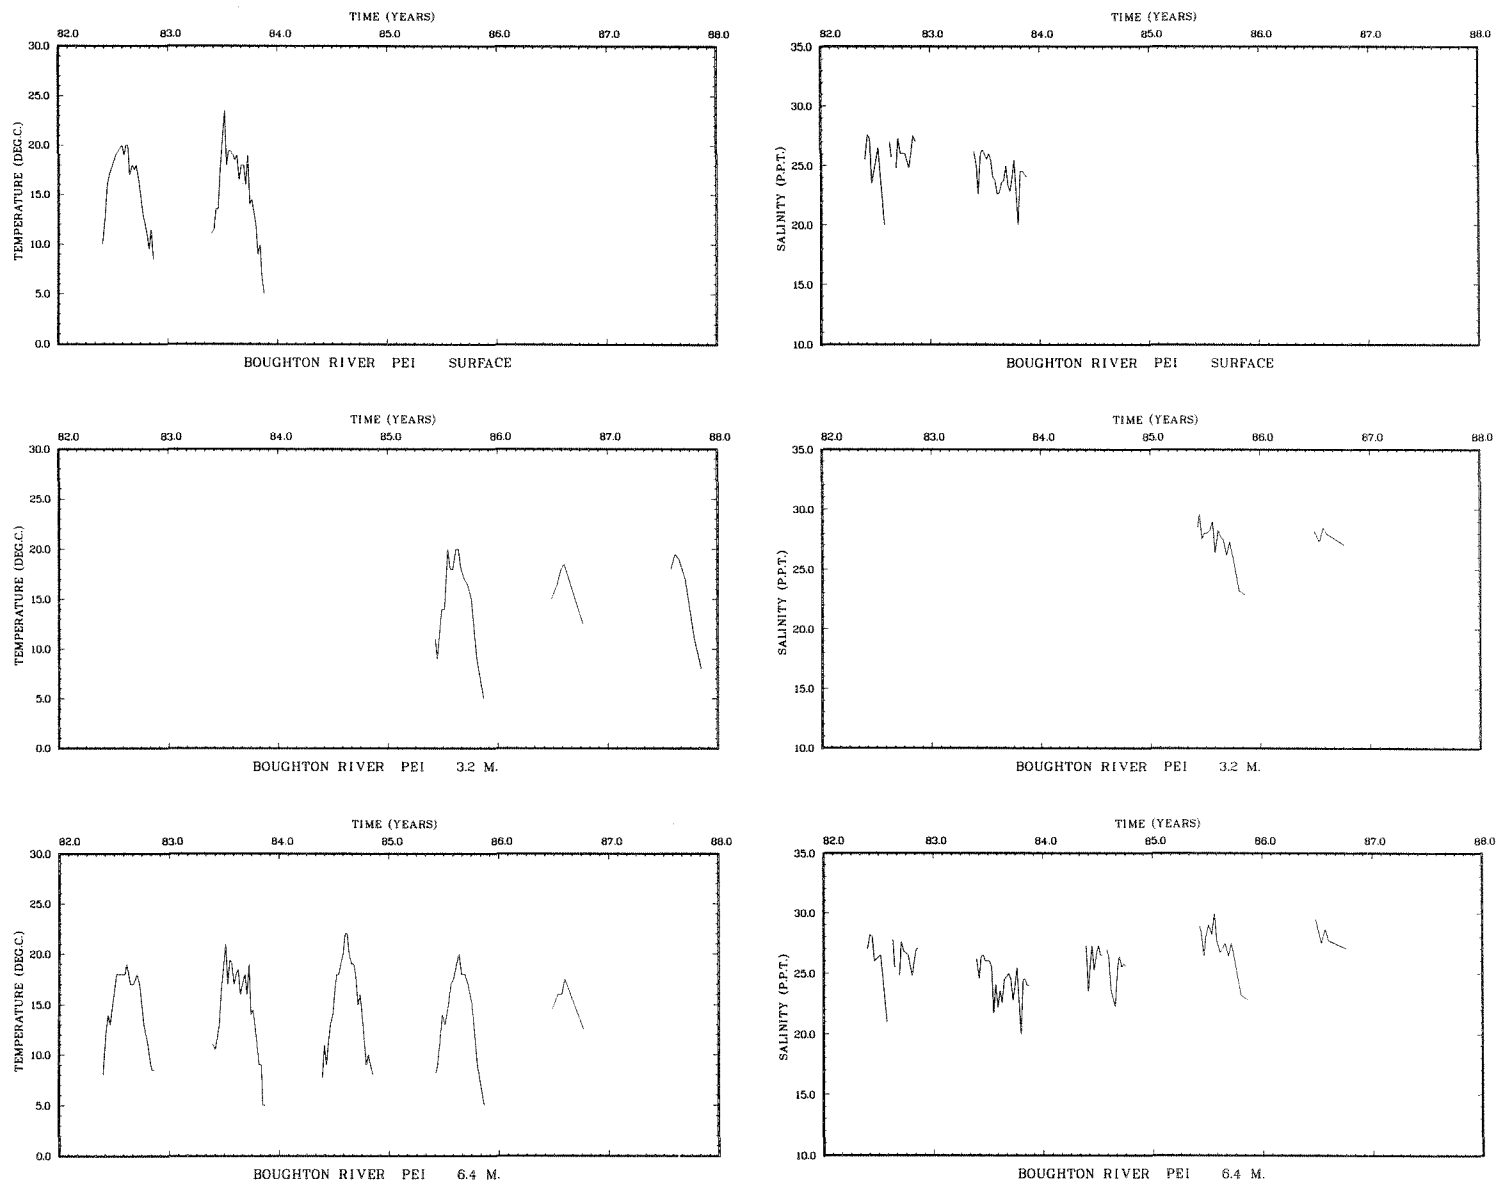 TIME (YEARS)
82.0 83.0 84.0 85.0 86.0 87.0 88.0
30.0
25.0
20.0
15.0
10.0
5.0
0.0
TEMPERATURE (DEG.C.)
BOUGHTON RIVER PEI SURFACE
TIME (YEARS)
82.0 83.0 84.0 85.0 86.0 87.0 88.0
35.0
30.0
25.0
20.0
15.0
10.0
SALINITY (P.P.T.)
BOUGHTON RIVER PEI SURFACE
TIME (YEARS)
82.0 83.0 84.0 85.0 86.0 87.0 88.0
30.0
25.0
20.0
15.0
10.0
5.0
0.0
TEMPERATURE (DEG.C.)
BOUGHTON RIVER PEI 3.2 M.
TIME (YEARS)
82.0 83.0 84.0 85.0 86.0 87.0 88.0
35.0
30.0
25.0
20.0
15.0
10.0
SALINITY (P.P.T.)
BOUGHTON RIVER PEI 3.2 M.
TIME (YEARS)
82.0 83.0 84.0 85.0 86.0 87.0 88.0
30.0
25.0
20.0
15.0
10.0
5.0
0.0
TEMPERATURE (DEG.C.)
BOUGHTON RIVER PEI 6.4 M.
TIME (YEARS)
82.0 83.0 84.0 85.0 86.0 87.0 88.0
35.0
30.0
25.0
20.0
15.0
10.0
SALINITY (P.P.T.)
BOUGHTON RIVER PEI 6.4 M.